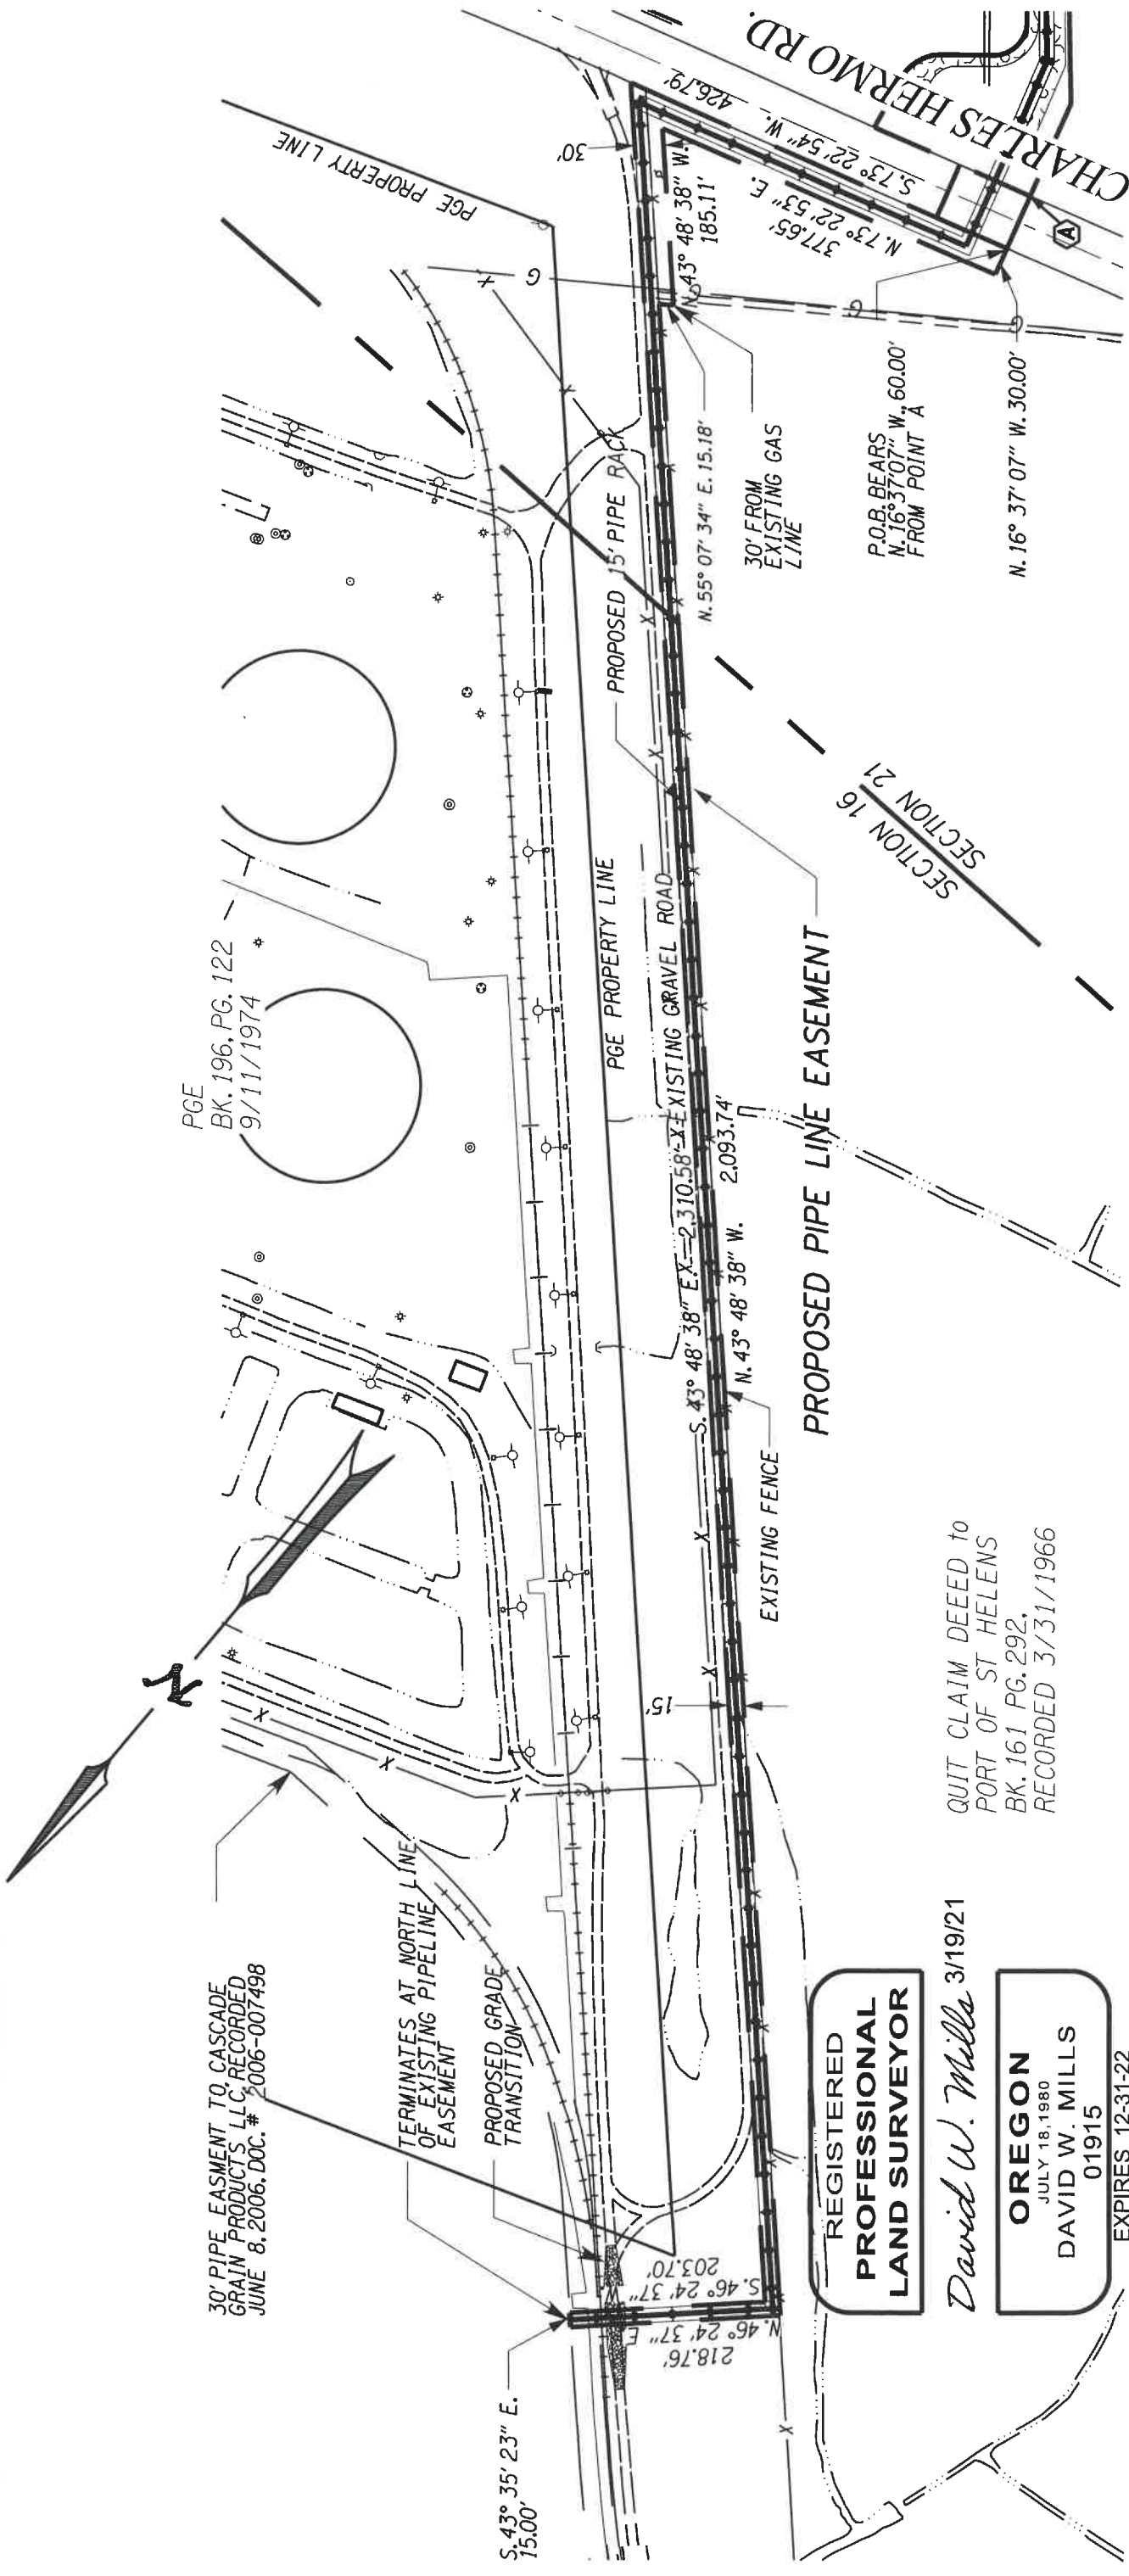 30' PIPE EASMENT TO CASCADE
GRAIN PRODUCTS LLC, RECORDED
JUNE 8, 2006, DOC. # 2006-007498
PGE
BK. 196, PG. 122
9/11/1974
PGE PROPERTY LINE
N
TERMINATES AT NORTH LINE
OF EXISTING PIPELINE
EASEMENT
PROPOSED GRADE
TRANSITION
S. 43° 35' 23" E.
15.00'
S. 46° 24' 37"
203.70'
N. 46° 24' 37" E
218.76'
15'
X
X
X
X
X
X
EXISTING FENCE
PGE PROPERTY LINE
S. 43° 48' 38" E. X 2,310.58' X EXISTING GRAVEL ROAD
N. 43° 48' 38" W.
2,093.74'
PROPOSED 15' PIPE RACK
PROPOSED PIPE LINE EASEMENT
SECTION 16
SECTION 21
30'
G
G
G
N. 43° 48' 38" W.
185.11'
N. 55° 07' 34" E. 15.18'
30' FROM
EXISTING GAS
LINE
N. 73° 22' 53" E.
377.65'
S. 73° 22' 54" W.
426.79'
CHARLES HERMO RD.
A
P.O.B. BEARS
N. 16°37'07" W. 60.00'
FROM POINT A
N. 16° 37' 07" W. 30.00'
QUIT CLAIM DEED to
PORT OF ST HELENS
BK. 161 PG. 292,
RECORDED 3/31/1966
REGISTERED
PROFESSIONAL
LAND SURVEYOR
David W. Mills 3/19/21
OREGON
JULY 18, 1980
DAVID W. MILLS
01915
EXPIRES 12-31-22